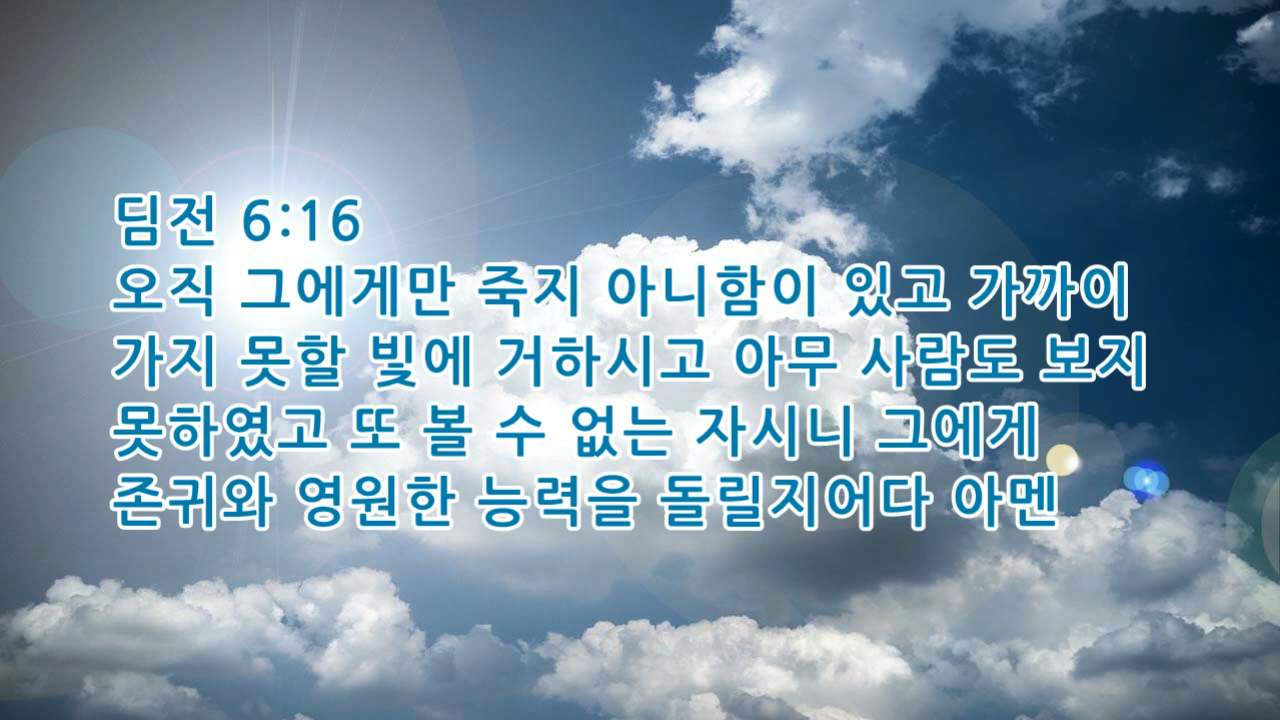 딤전 6:16
오직 그에게만 죽지 아니함이 있고 가까이
가지 못할 빛에 거하시고 아무 사람도 보지
못하였고 또 볼 수 없는 자시니 그에게
존귀와 영원한 능력을 돌릴지어다 아멘